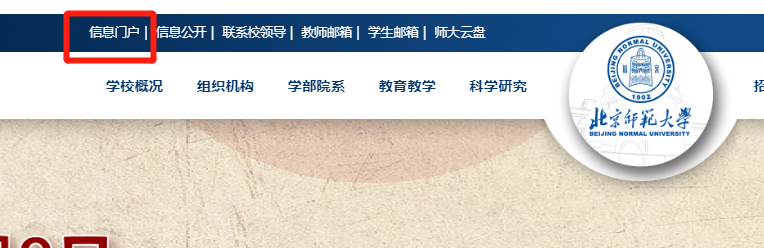 信息门户 | 信息公开 | 联系校领导 | 教师邮箱 | 学生邮箱 | 师大云盘
学校概况 组织机构 学部院系 教育教学 科学研究
BEIJING NORMAL UNIVERSITY
1902
北京师范大学
BEIJING NORMAL UNIVERSITY
招